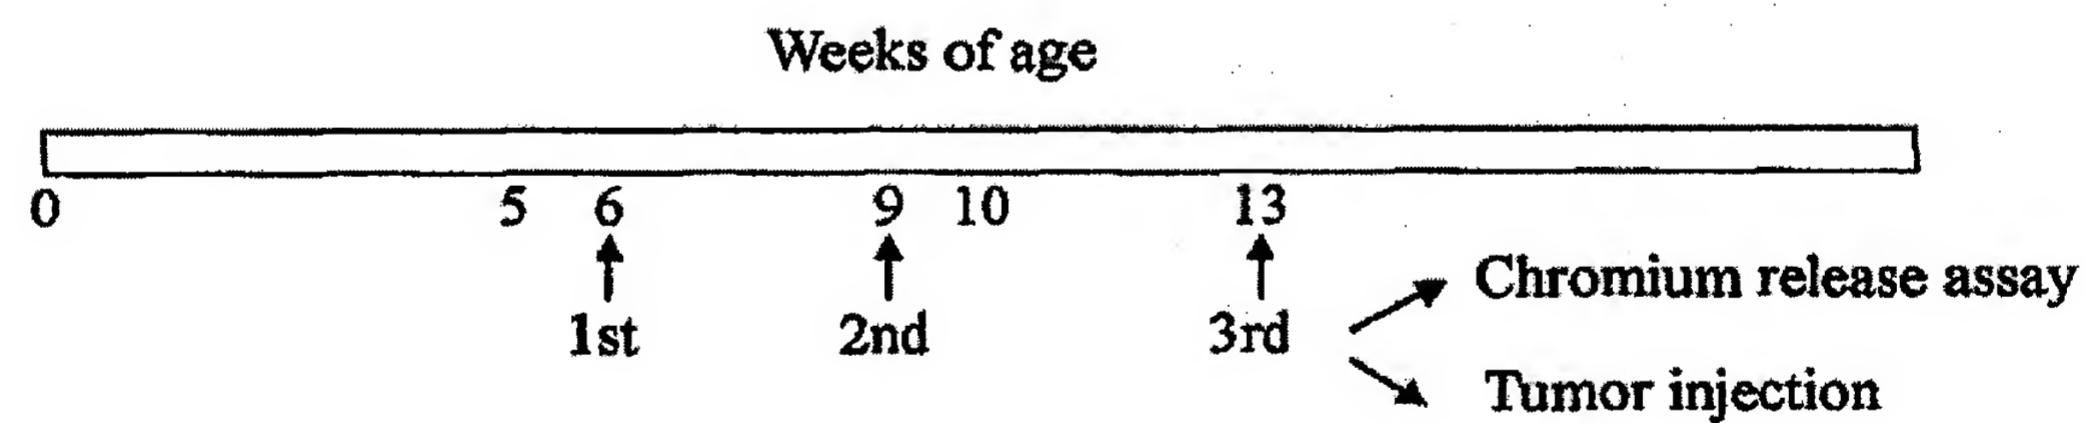 Weeks of age
0 5 6 9 10 13
1st 2nd 3rd
Chromium release assay
Tumor injection